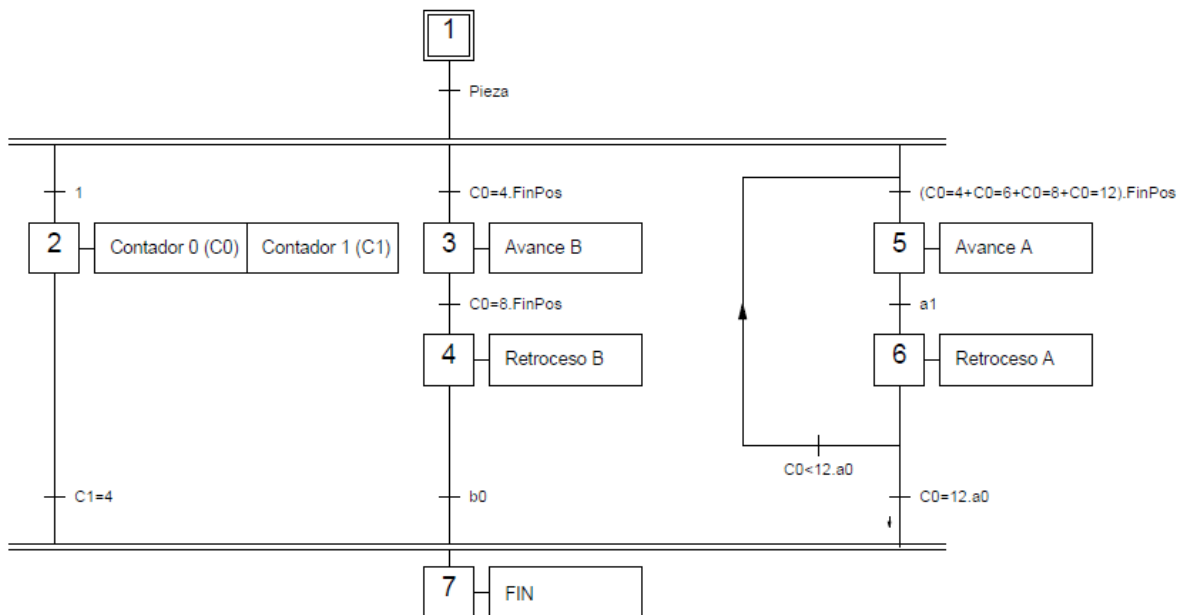 1
Pieza
1
C0=4.FinPos
(C0=4+C0=6+C0=8+C0=12).FinPos
2
Contador 0 (C0)
Contador 1 (C1)
3
Avance B
5
Avance A
C0=8.FinPos
a1
4
Retroceso B
6
Retroceso A
C0<12.a0
C1=4
b0
C0=12.a0
7
FIN